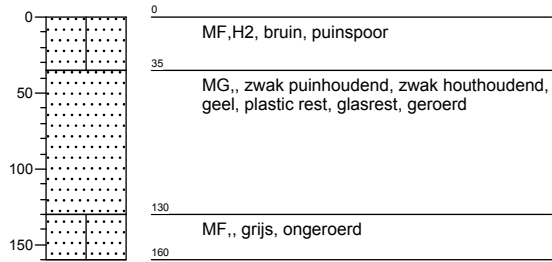 0
0
MF,H2, bruin, puinspoor
35
MG,, zwak puinhoudend, zwak houthoudend,
geel, plastic rest, glasrest, geroerd
50
100
130
MF,, grijs, ongeroerd
150
160